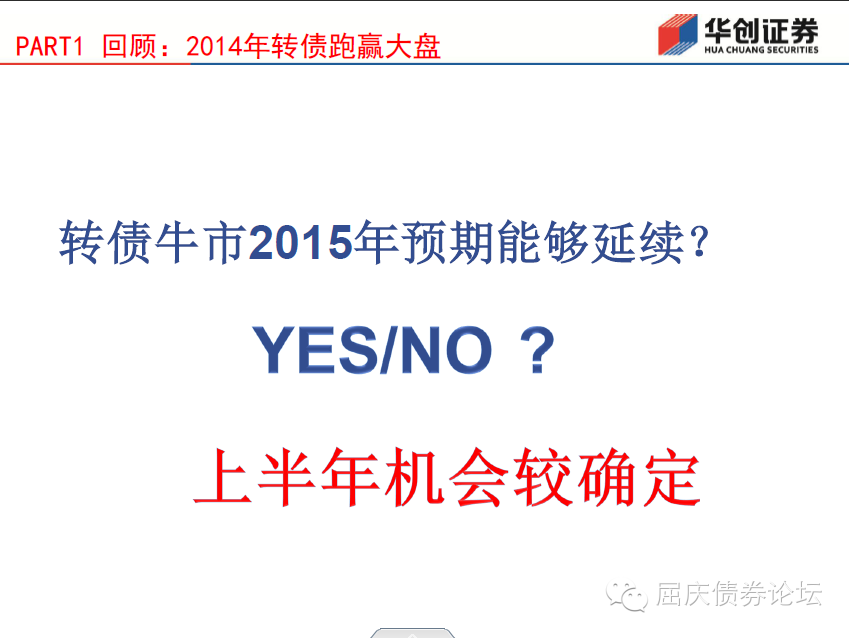 PART1 回顾：2014年转债跑赢大盘
华创证券
HUA CHUANG SECURITIES
转债牛市2015年预期能够延续？
YES/NO ？
上半年机会较确定
屈庆债券论坛